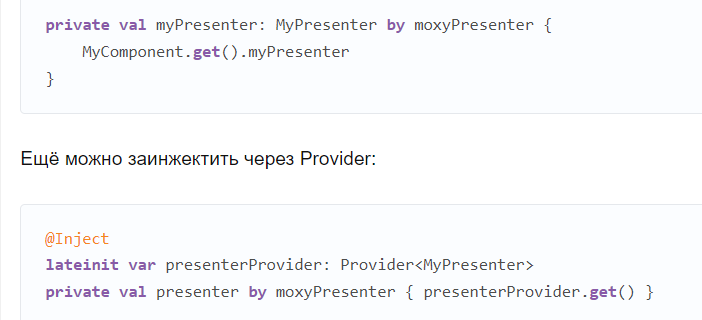 private val myPresenter: MyPresenter by moxyPresenter {
    MyComponent.get().myPresenter
}
Ещё можно заинжектить через Provider:
@Inject
lateinit var presenterProvider: Provider<MyPresenter>
private val presenter by moxyPresenter { presenterProvider.get() }